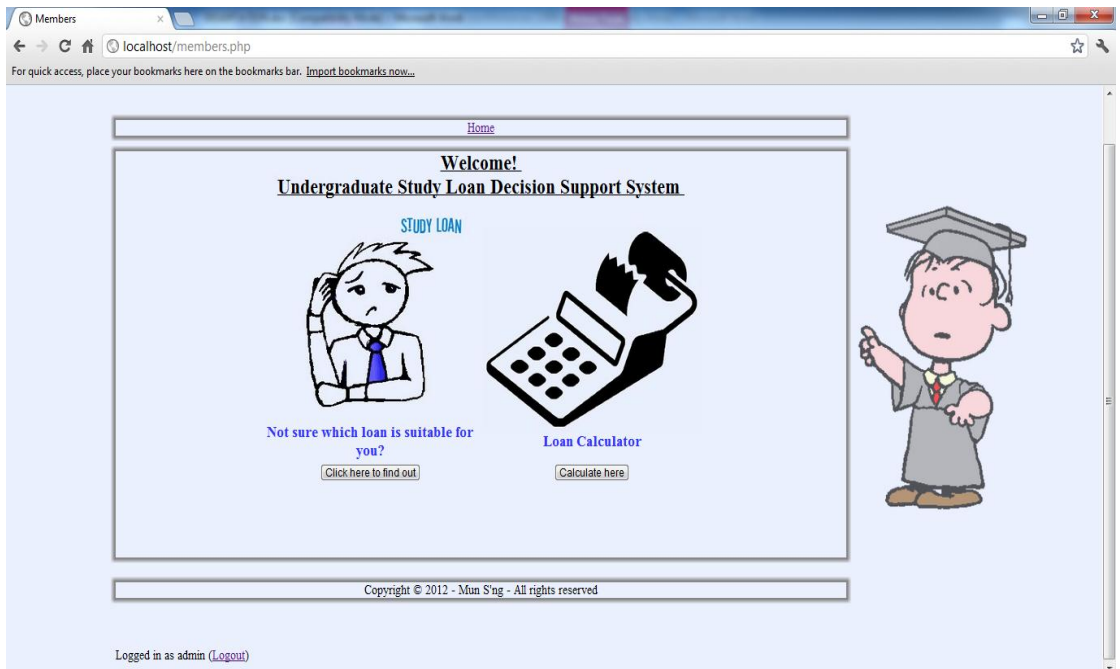 Members
localhost/members.php
For quick access, place your bookmarks here on the bookmarks bar. Import bookmarks now...
Home
Welcome!
Undergraduate Study Loan Decision Support System
STUDY LOAN
Not sure which loan is suitable for
you?
Click here to find out
Loan Calculator
Calculate here
Copyright © 2012 - Mun S'ng - All rights reserved
Logged in as admin (Logout)